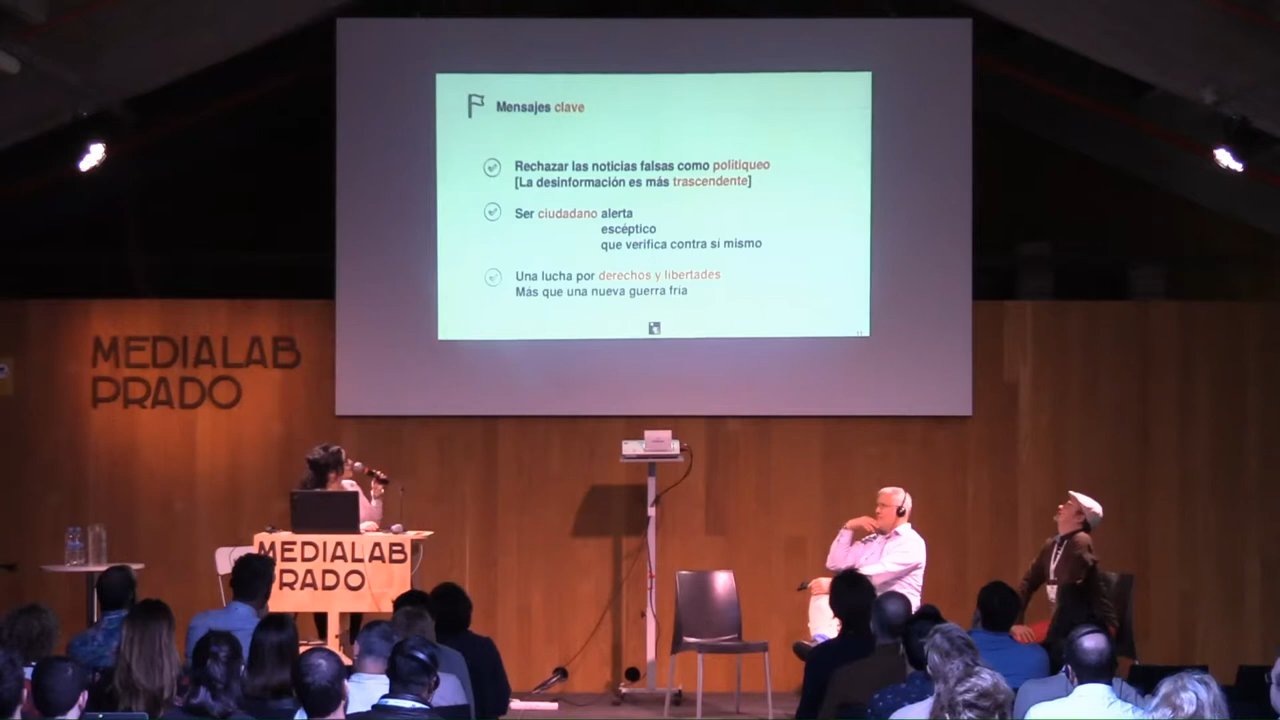 Mensajes clave
Rechazar las noticias falsas como politiqueo
[La desinformación es más trascendente]
Ser ciudadano alerta
escéptico
que verifica contra sí mismo
Una lucha por derechos y libertades
Más que una nueva guerra fría
11
MEDIALAB
PRADO
MEDIALAB
PRADO